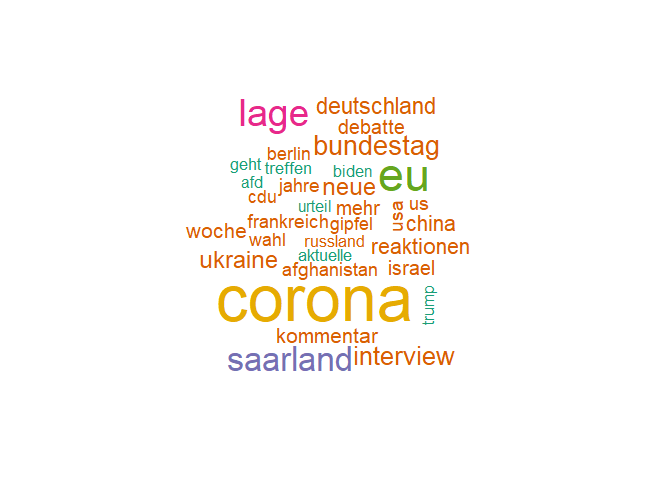 lage deutschland
debatte
bundestag
berlin
geht treffen biden eu
afd jahre neue
cdu urteil mehr usa us
frankreich gipfel china
woche wahl russland reaktionen
ukraine aktuelle
afghanistan israel
corona trump
kommentar
saarland interview